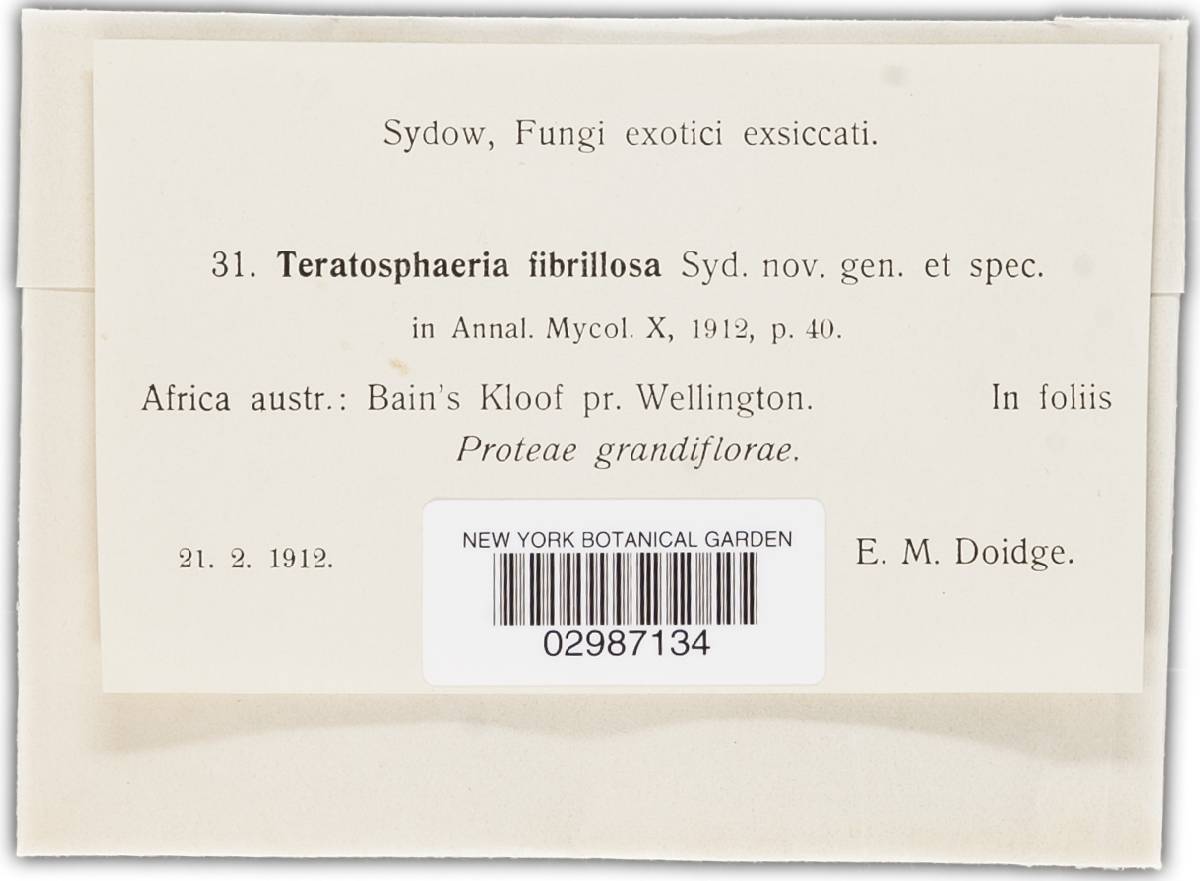 Sydow, Fungi exotici exsiccati.
31. Teratosphaeria fibrillosa Syd. nov. gen. et spec.
in Annal. Mycol. X, 1912, p. 40.
Africa austr.: Bain's Kloof pr. Wellington. In foliis
Proteae grandiflorae.
21. 2. 1912. E. M. Doidge.
NEW YORK BOTANICAL GARDEN
02987134